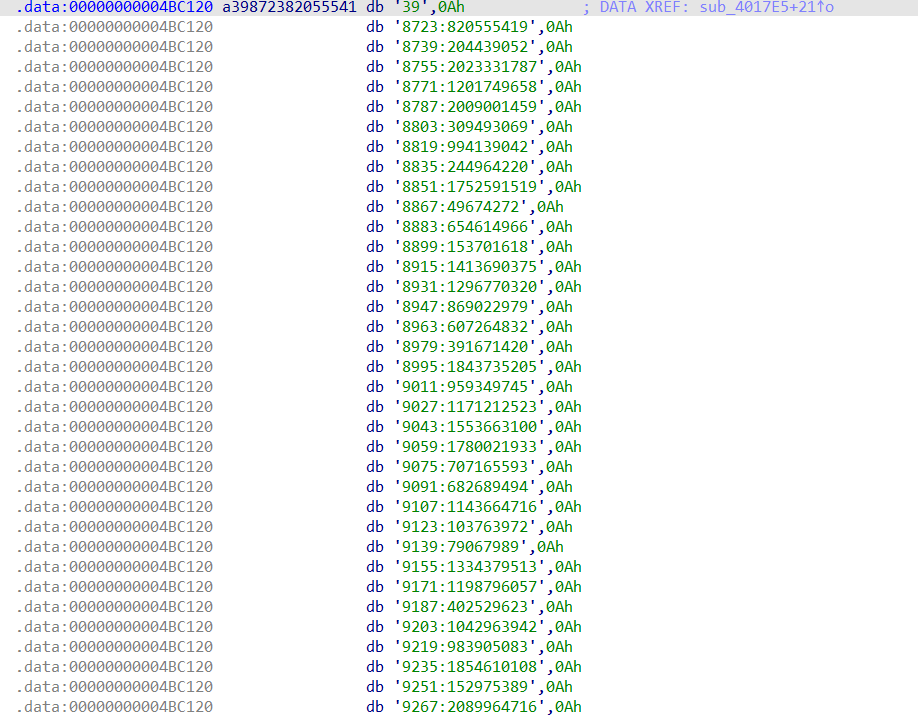 .data:00000000004BC120 a39872382055541 db '39',0Ah ; DATA XREF: sub_4017E5+21↑o
.data:00000000004BC120 db '8723:820555419',0Ah
.data:00000000004BC120 db '8739:204439052',0Ah
.data:00000000004BC120 db '8755:2023331787',0Ah
.data:00000000004BC120 db '8771:1201749658',0Ah
.data:00000000004BC120 db '8787:2009001459',0Ah
.data:00000000004BC120 db '8803:309493069',0Ah
.data:00000000004BC120 db '8819:994139042',0Ah
.data:00000000004BC120 db '8835:244964220',0Ah
.data:00000000004BC120 db '8851:1752591519',0Ah
.data:00000000004BC120 db '8867:49674272',0Ah
.data:00000000004BC120 db '8883:654614966',0Ah
.data:00000000004BC120 db '8899:153701618',0Ah
.data:00000000004BC120 db '8915:1413690375',0Ah
.data:00000000004BC120 db '8931:1296770320',0Ah
.data:00000000004BC120 db '8947:869022979',0Ah
.data:00000000004BC120 db '8963:607264832',0Ah
.data:00000000004BC120 db '8979:391671420',0Ah
.data:00000000004BC120 db '8995:1843735205',0Ah
.data:00000000004BC120 db '9011:959349745',0Ah
.data:00000000004BC120 db '9027:1171212523',0Ah
.data:00000000004BC120 db '9043:1553663100',0Ah
.data:00000000004BC120 db '9059:1780021933',0Ah
.data:00000000004BC120 db '9075:707165593',0Ah
.data:00000000004BC120 db '9091:682689494',0Ah
.data:00000000004BC120 db '9107:1143664716',0Ah
.data:00000000004BC120 db '9123:103763972',0Ah
.data:00000000004BC120 db '9139:79067989',0Ah
.data:00000000004BC120 db '9155:1334379513',0Ah
.data:00000000004BC120 db '9171:1198796057',0Ah
.data:00000000004BC120 db '9187:402529623',0Ah
.data:00000000004BC120 db '9203:1042963942',0Ah
.data:00000000004BC120 db '9219:983905083',0Ah
.data:00000000004BC120 db '9235:1854610108',0Ah
.data:00000000004BC120 db '9251:152975389',0Ah
.data:00000000004BC120 db '9267:2089964716',0Ah